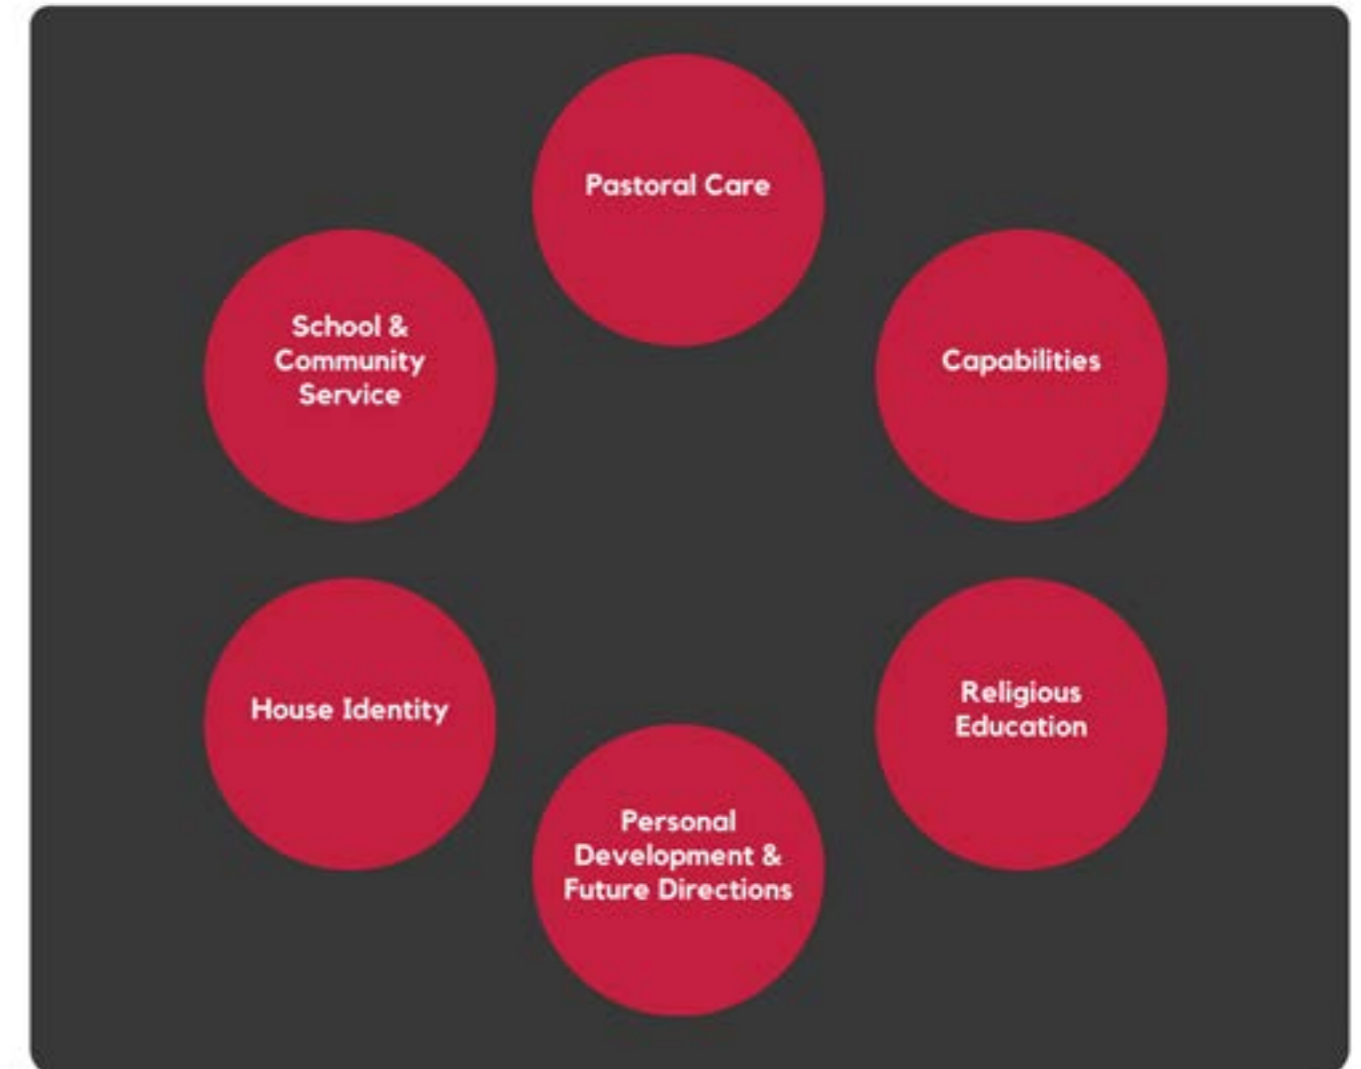 Pastoral Care
Capabilities
Religious
Education
Personal
Development &
Future Directions
House Identity
School &
Community
Service